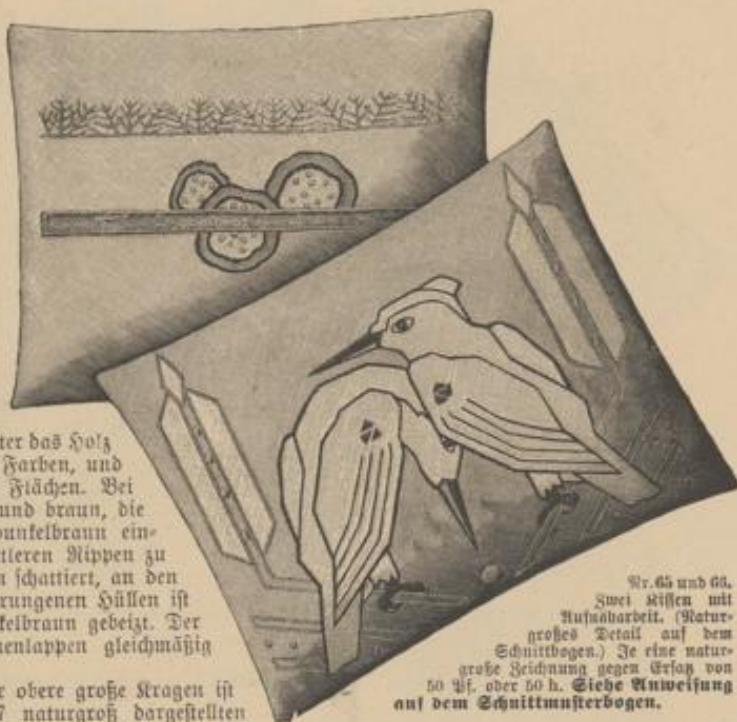 ter das Holz
Farben, und
Flächen. Bei
und braun, die
dunkelbraun ein-
tleren Rippen zu
n schattiert, an den
rungenen Hüllen ist
kelbraun gebeizt. Der
menlappen gleichmäßig
r obere große Kragen ist
7 naturgroß dargestellten
Nr. 65 und 66.
Zwei Kissen mit
Aufnäharbeit. (Natur-
großes Detail auf dem
Schnittbogen.) Je eine natur-
große Zeichnung gegen Ersatz von
50 Pf. oder 50 h. Siehe Anweisung
auf dem Schnittmusterbogen.